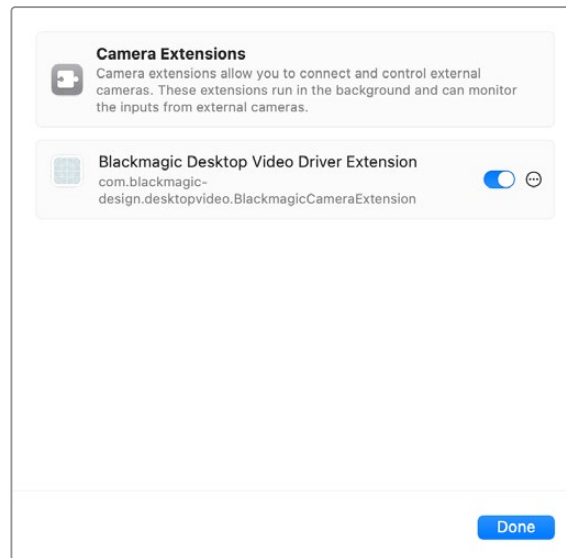 Camera Extensions
Camera extensions allow you to connect and control external
cameras. These extensions run in the background and can monitor
the inputs from external cameras.
Blackmagic Desktop Video Driver Extension
com.blackmagic-
design.desktopvideo.BlackmagicCameraExtension
Done